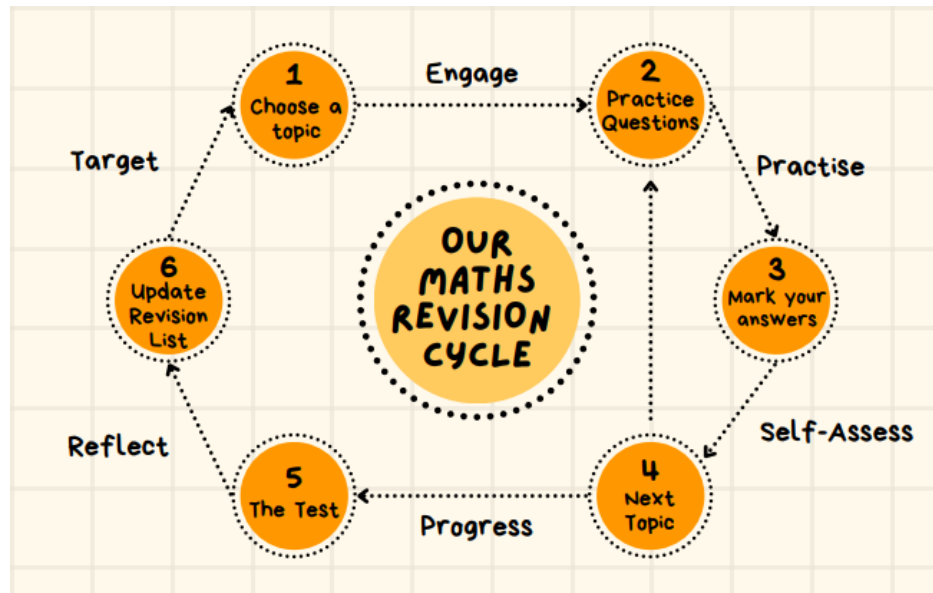 1
Choose a
topic
Engage
2
Practice
Questions
Practise
3
Mark your
answers
Self-Assess
4
Next
Topic
Progress
5
The Test
Reflect
6
Update
Revision
List
Target
OUR
MATHS
REVISION
CYCLE